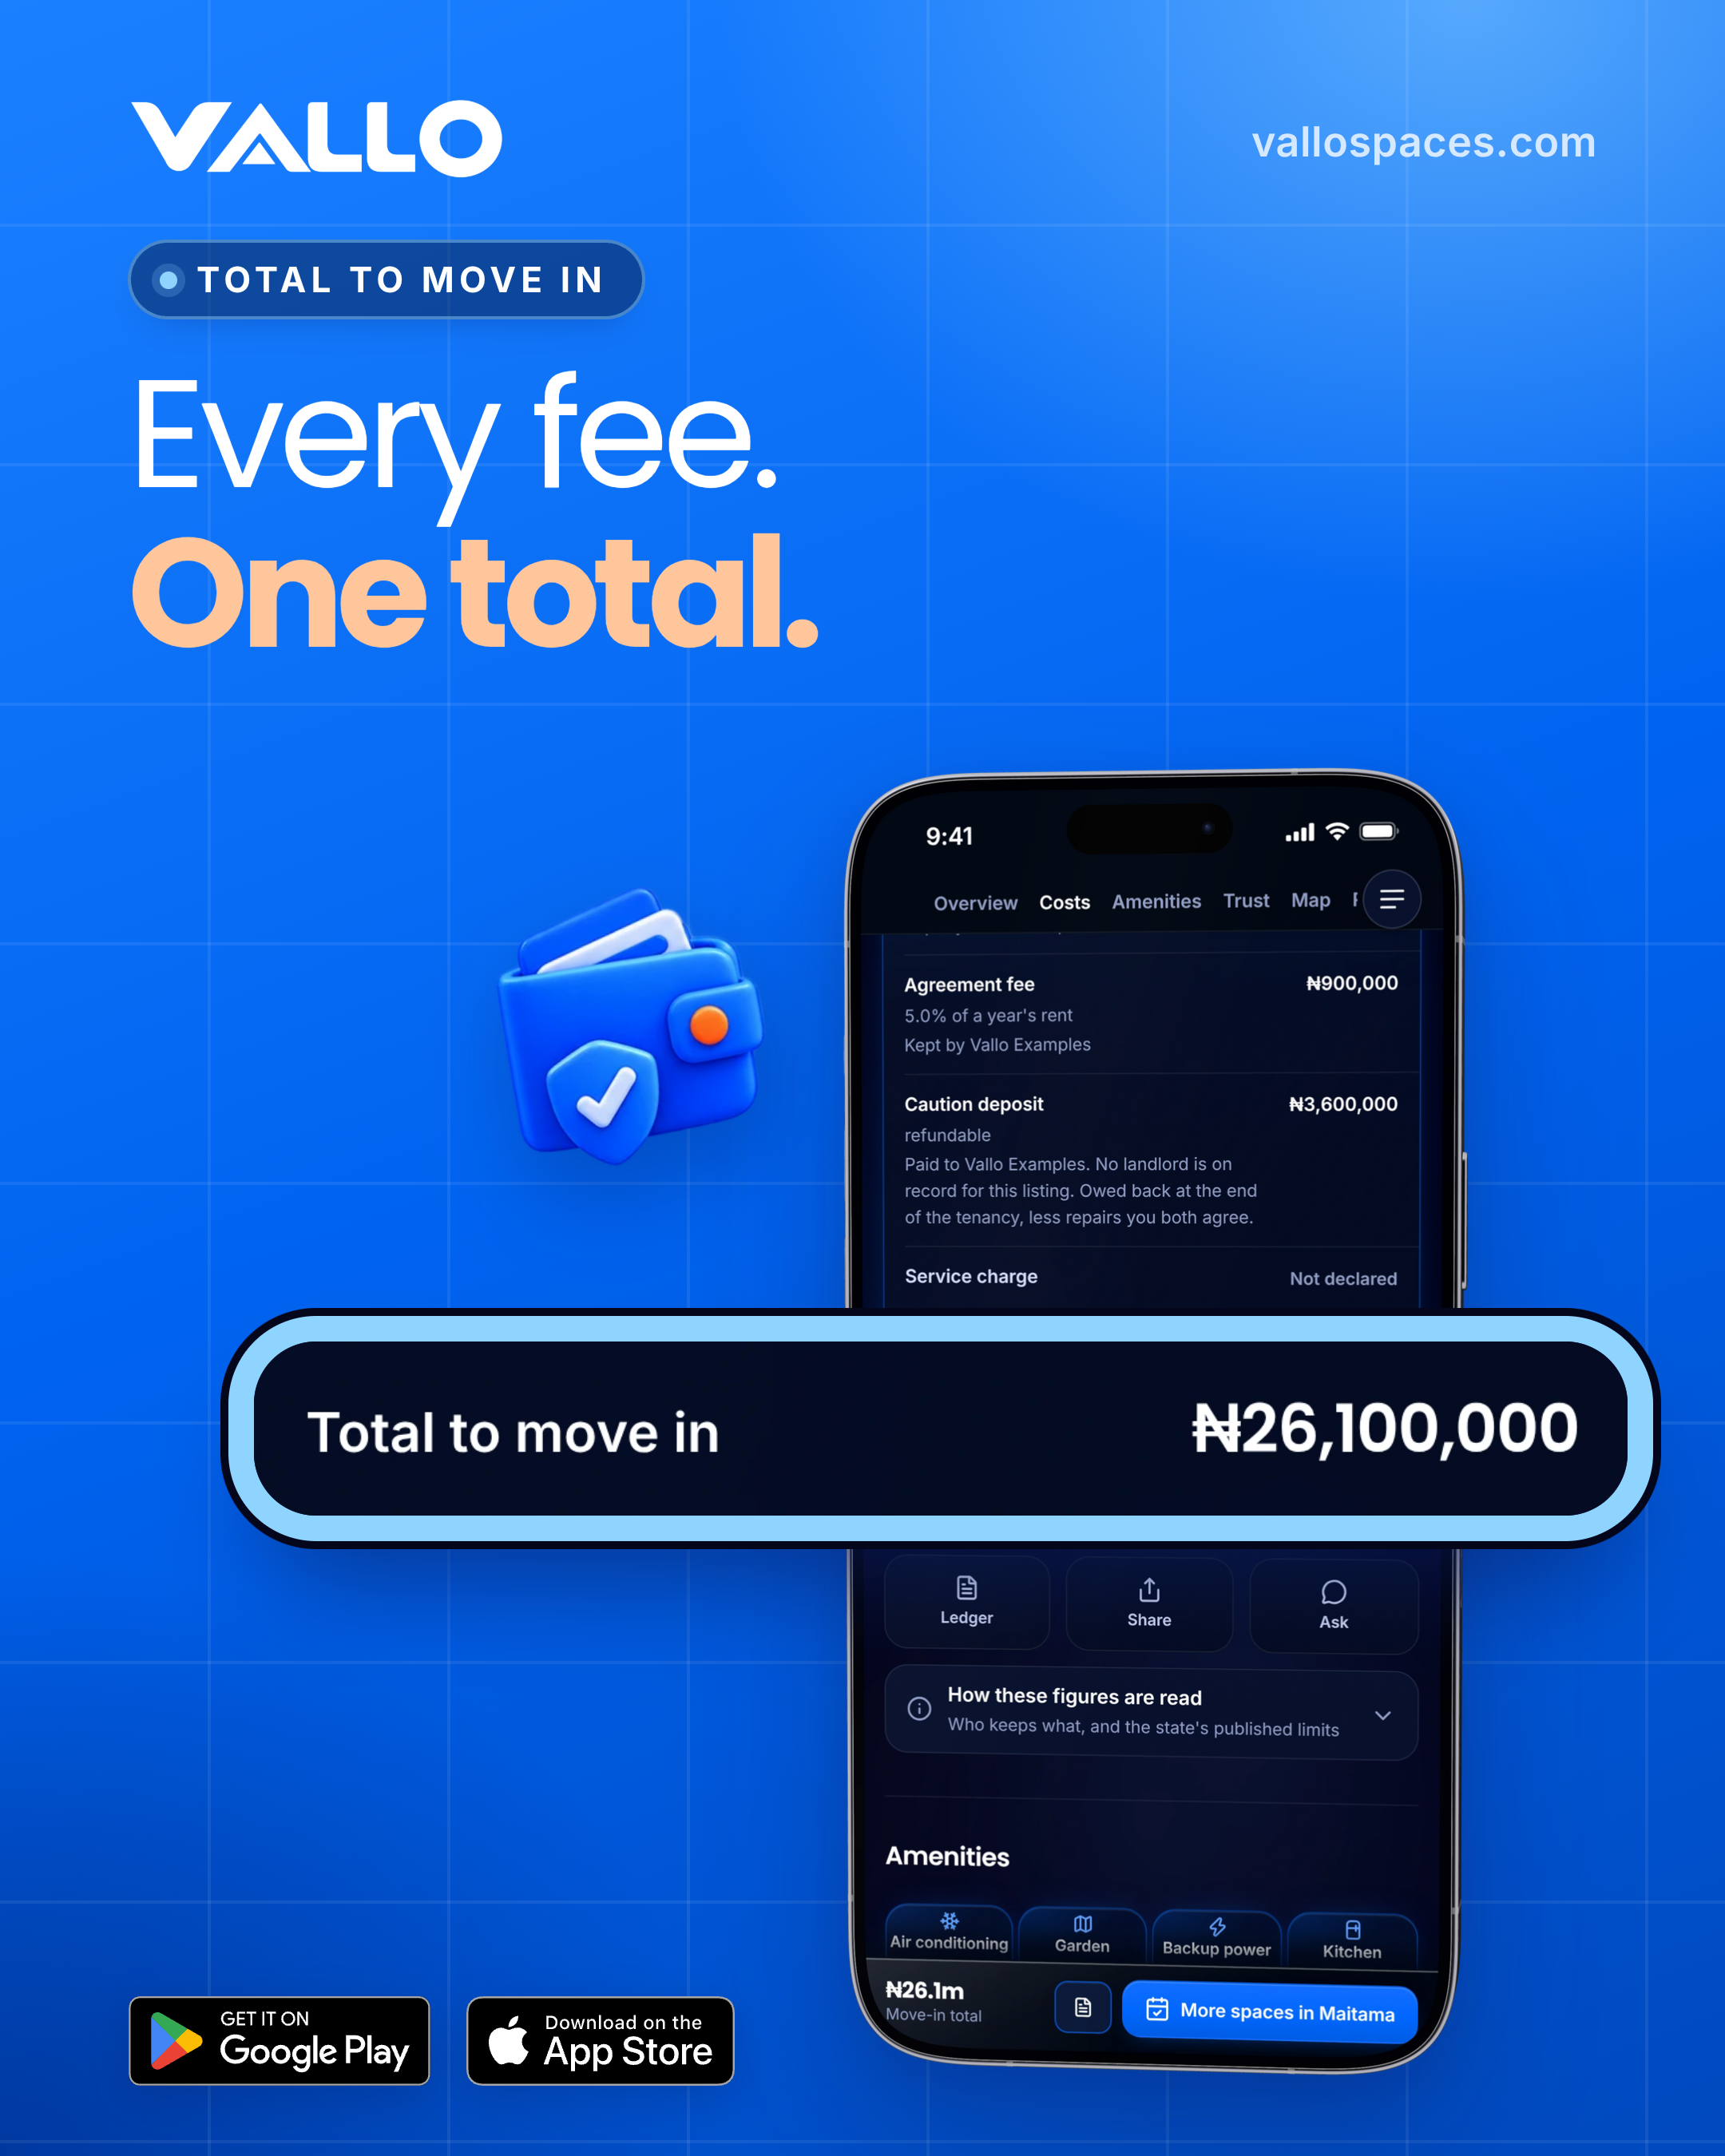 VALLO
vallospaces.com
TOTAL TO MOVE IN
Every fee.
One total.
9:41
Overview Costs Amenities Trust Map
Agreement fee ₦900,000
5.0% of a year's rent
Kept by Vallo Examples
Caution deposit ₦3,600,000
refundable
Paid to Vallo Examples. No landlord is on
record for this listing. Owed back at the end
of the tenancy, less repairs you both agree.
Service charge Not declared
Total to move in ₦26,100,000
Ledger Share Ask
How these figures are read
Who keeps what, and the state's published limits
Amenities
Air conditioning Garden Backup power Kitchen
₦26.1m
Move-in total
More spaces in Maitama
GET IT ON
Google Play
Download on the
App Store